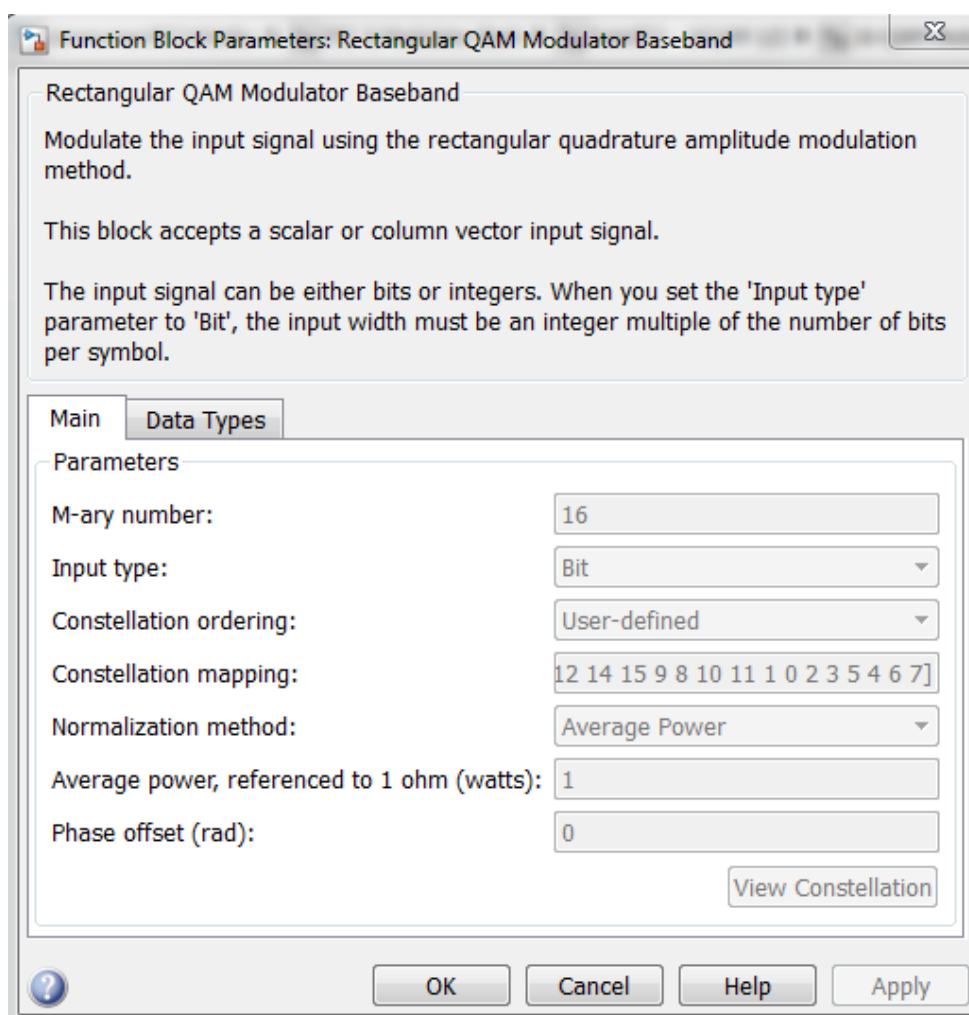 Function Block Parameters: Rectangular QAM Modulator Baseband
Rectangular QAM Modulator Baseband
Modulate the input signal using the rectangular quadrature amplitude modulation
method.
This block accepts a scalar or column vector input signal.
The input signal can be either bits or integers. When you set the 'Input type'
parameter to 'Bit', the input width must be an integer multiple of the number of bits
per symbol.
Main Data Types
Parameters
M-ary number: 16
Input type: Bit
Constellation ordering: User-defined
Constellation mapping: 12 14 15 9 8 10 11 1 0 2 3 5 4 6 7]
Normalization method: Average Power
Average power, referenced to 1 ohm (watts): 1
Phase offset (rad): 0
View Constellation
? OK Cancel Help Apply